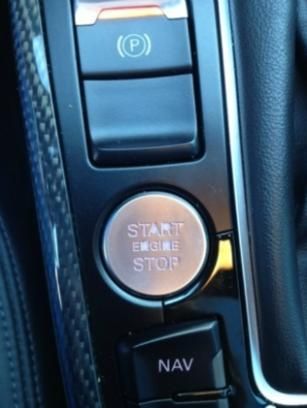 (P)
START
ENGINE
STOP
NAV